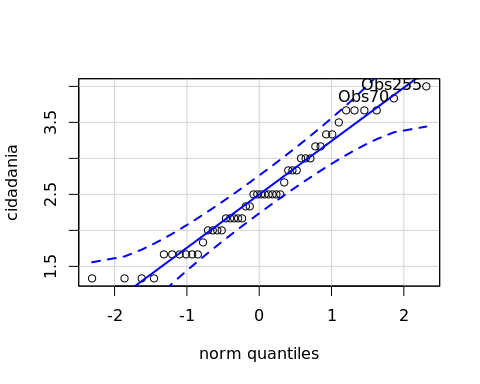 Obs255
Obs70
cidadania
3.5
2.5
1.5
-2 -1 0 1 2
norm quantiles